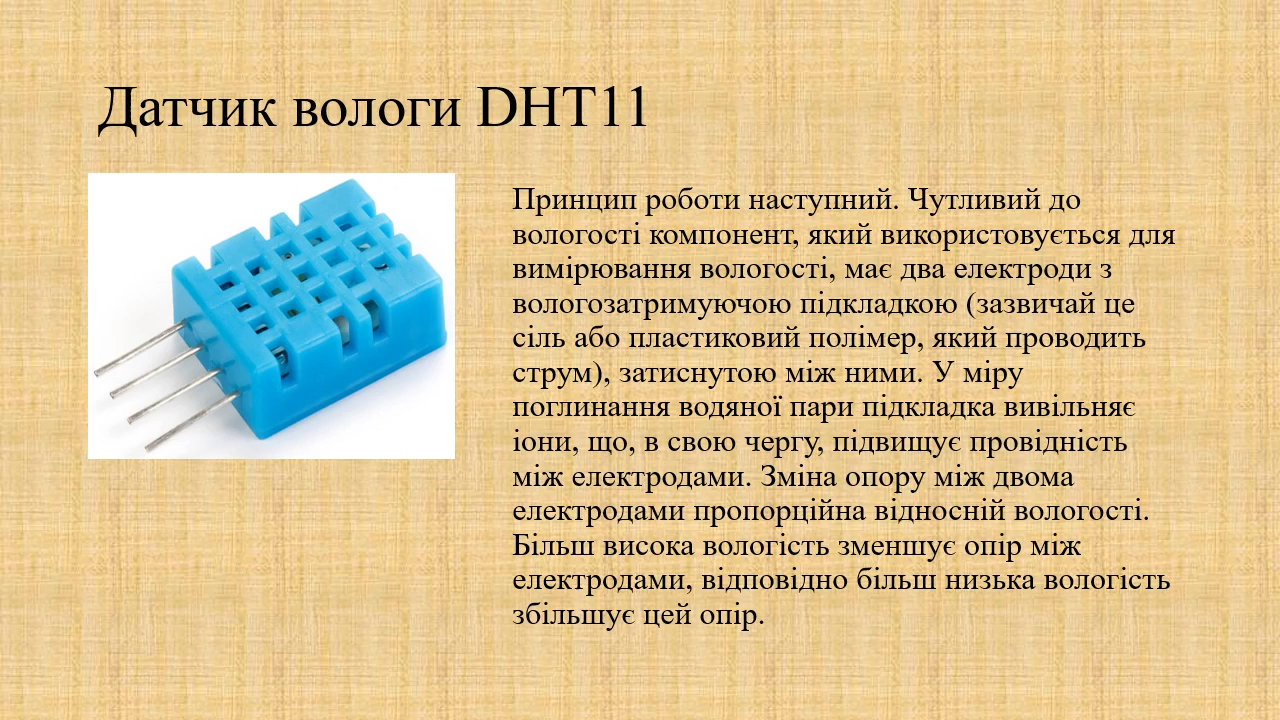 Датчик вологи DHT11
Принцип роботи наступний. Чутливий до
вологості компонент, який використовується для
вимірювання вологості, має два електроди з
вологозатримуючою підкладкою (зазвичай це
сіль або пластиковий полімер, який проводить
струм), затиснутою між ними. У міру
поглинання водяної пари підкладка вивільняє
іони, що, в свою чергу, підвищує провідність
між електродами. Зміна опору між двома
електродами пропорційна відносній вологості.
Більш висока вологість зменшує опір між
електродами, відповідно більш низька вологість
збільшує цей опір.